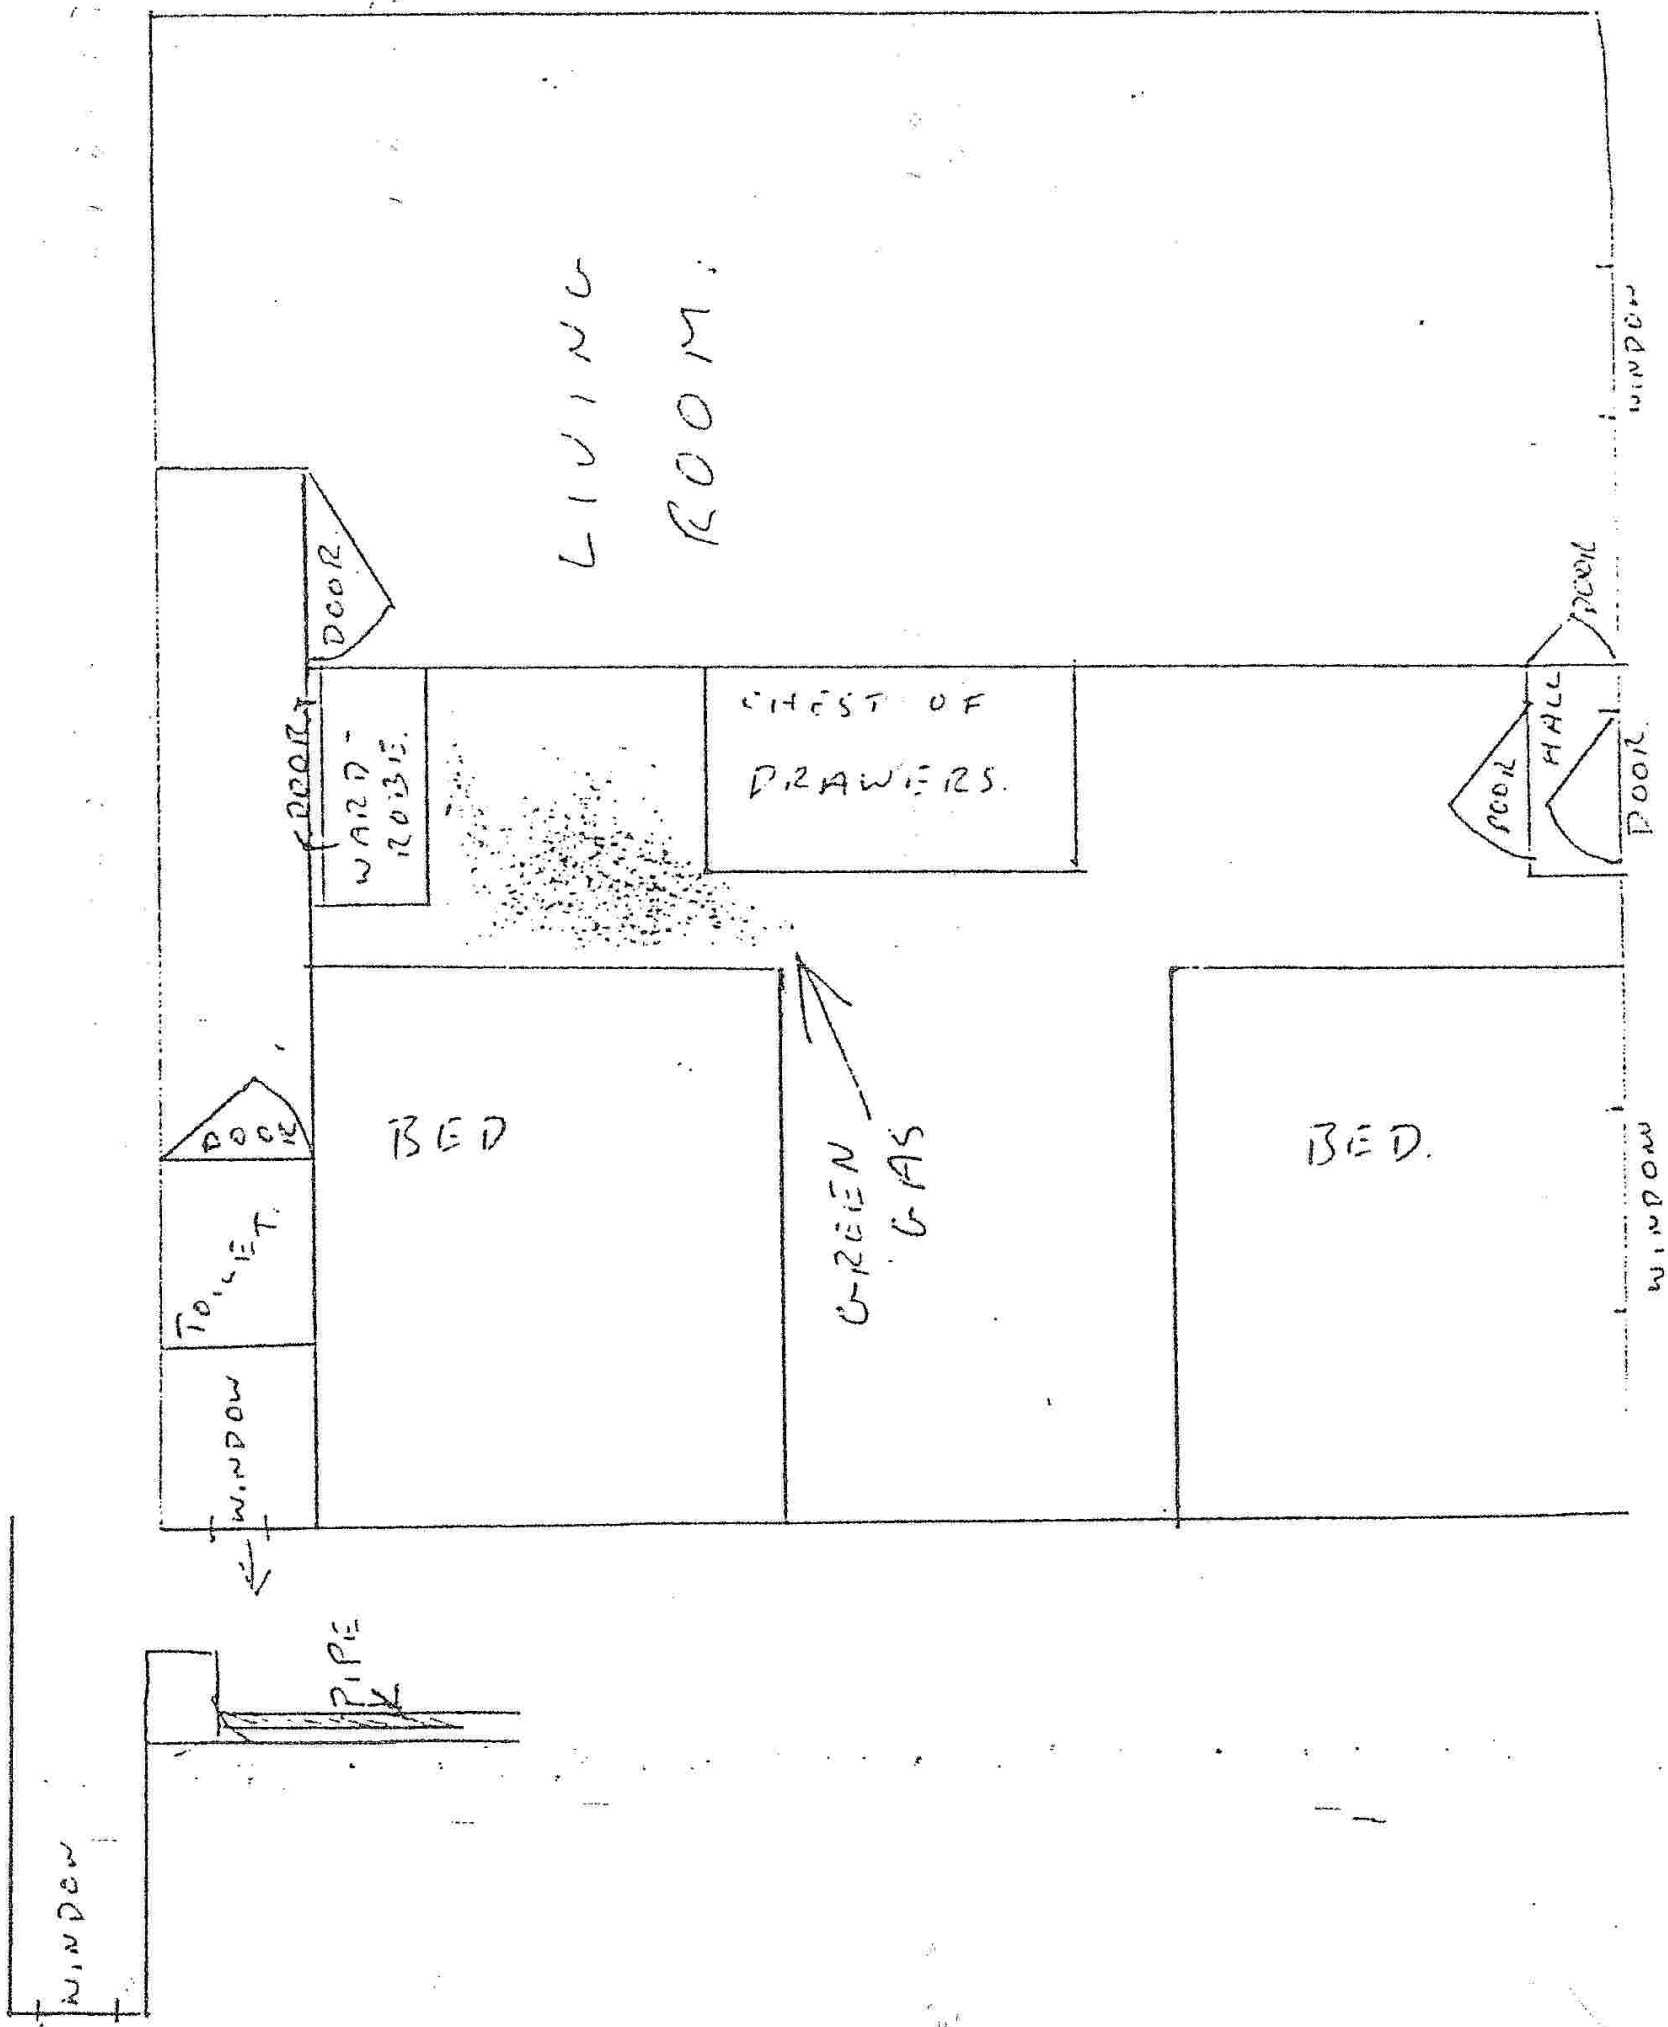 LIVING
ROOM.
DOOR.
WINDOW
DOOR
DOOR
WARD-
ROBE.
CHEST OF
DRAWERS.
DOOR
HALL
DOOR.
DOOR
BED
GREEN
GAS
BED.
WINDOW
TOILET.
WINDOW
PIPE
WINDOW